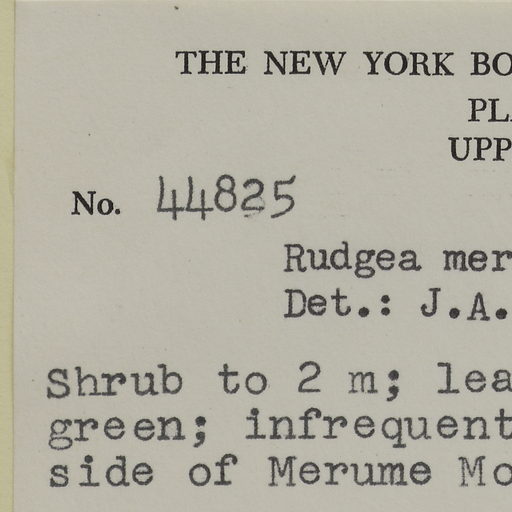 THE NEW YORK BO
PL
UPP
No. 44825
Rudgea mer
Det.: J.A.
Shrub to 2 m; lea
green; infrequent
side of Merume Mo